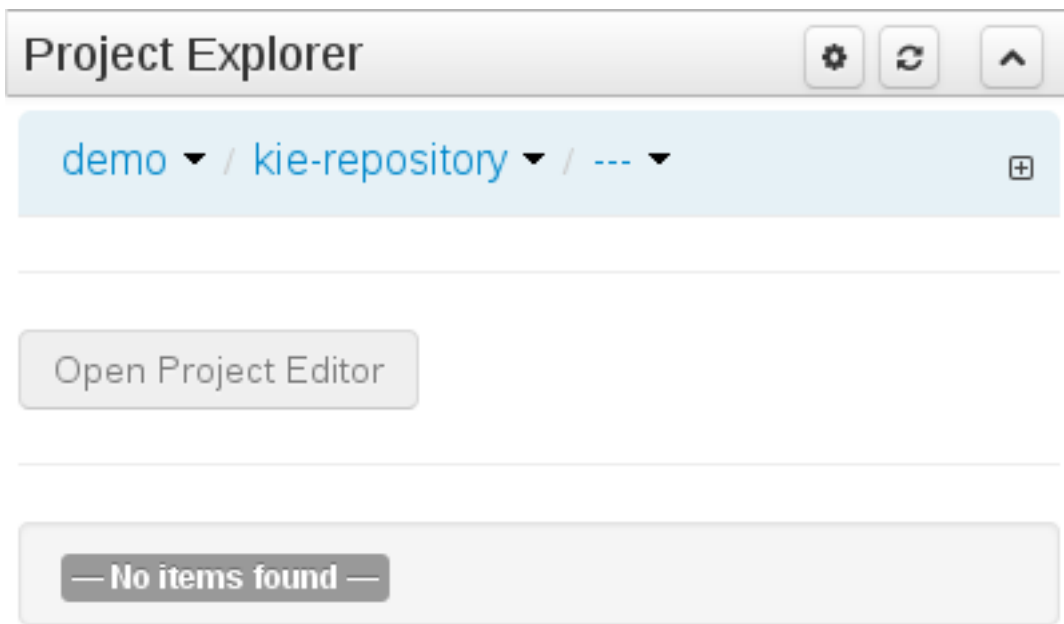 Project Explorer
demo / kie-repository / ---
Open Project Editor
— No items found —